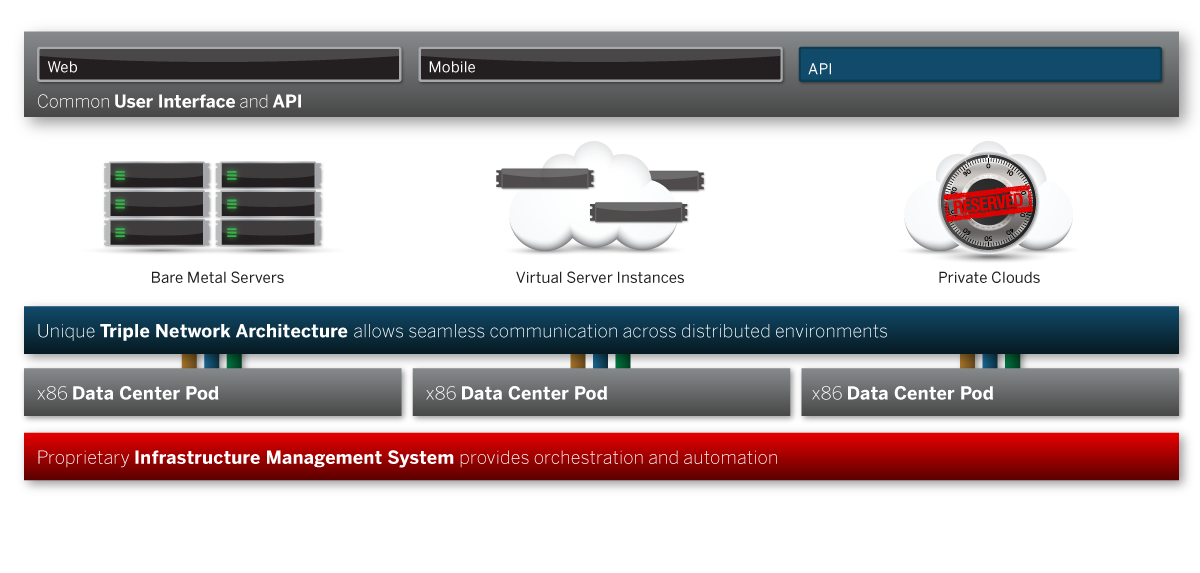 Web
Mobile
API
Common User Interface and API
RESERVED
Bare Metal Servers
Virtual Server Instances
Private Clouds
Unique Triple Network Architecture allows seamless communication across distributed environments
x86 Data Center Pod
x86 Data Center Pod
x86 Data Center Pod
Proprietary Infrastructure Management System provides orchestration and automation